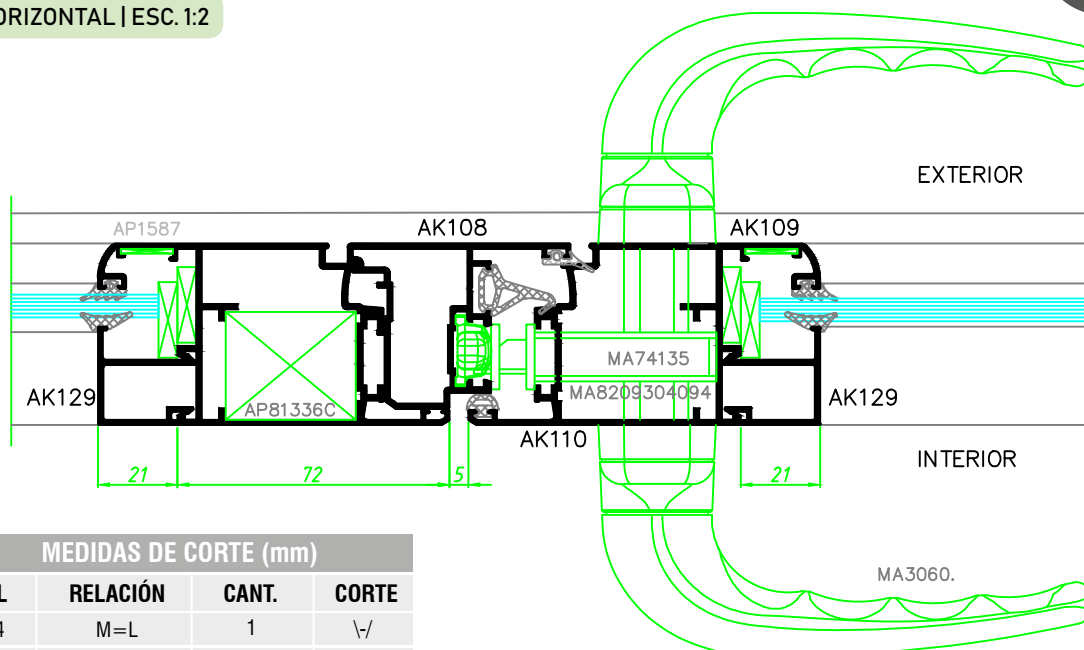 ORIZONTAL | ESC. 1:2
EXTERIOR
AP1587
AK108
AK109
MA74135
AK129
AP81336C
MA8209304094
AK129
AK110
INTERIOR
21
72
5
21
MA3060.
MEDIDAS DE CORTE (mm)
L RELACIÓN CANT. CORTE
4 M=L 1 \-/